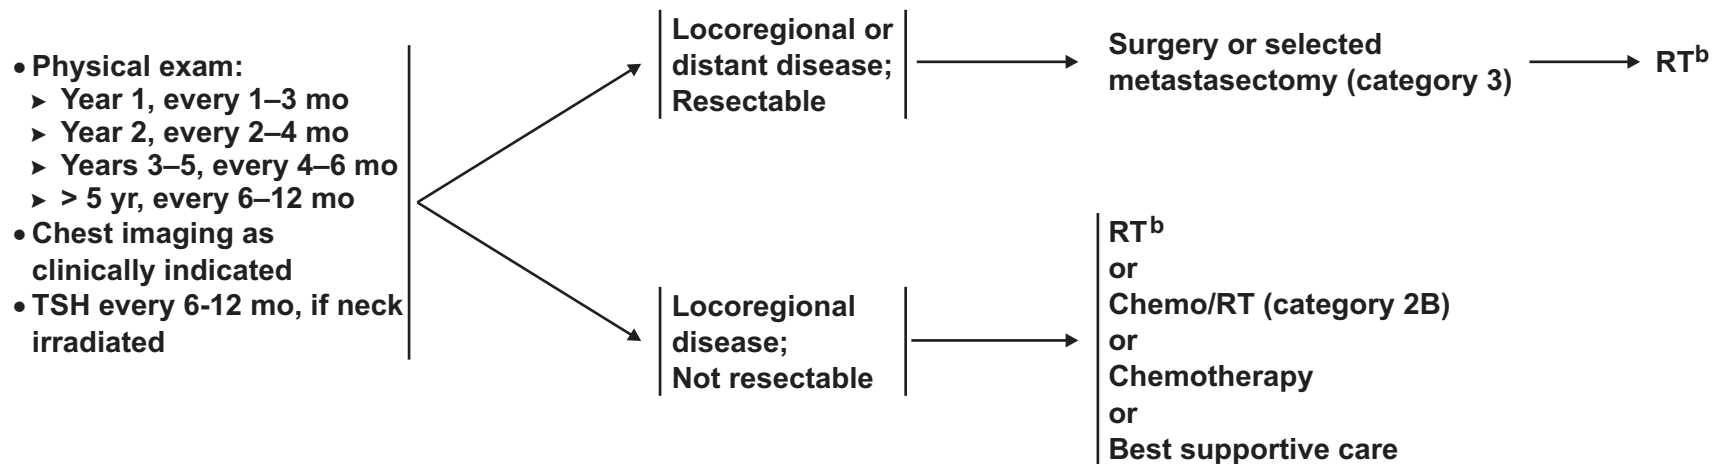 • Physical exam:
➤ Year 1, every 1–3 mo
➤ Year 2, every 2–4 mo
➤ Years 3–5, every 4–6 mo
➤ > 5 yr, every 6–12 mo
• Chest imaging as
clinically indicated
• TSH every 6-12 mo, if neck
irradiated
Locoregional or
distant disease;
Resectable
Surgery or selected
metastasectomy (category 3)
RTᵇ
Locoregional
disease;
Not resectable
RTᵇ
or
Chemo/RT (category 2B)
or
Chemotherapy
or
Best supportive care